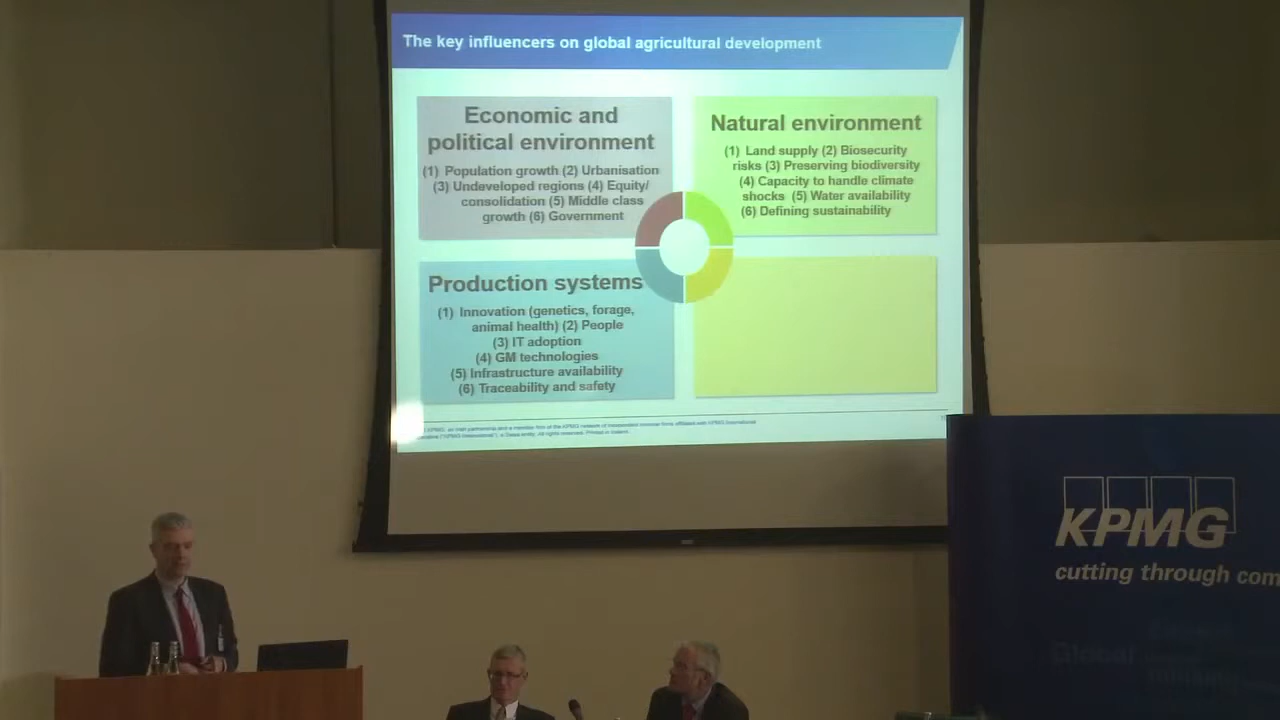 The key influencers on global agricultural development
Economic and
political environment
(1) Population growth (2) Urbanisation
(3) Undeveloped regions (4) Equity/
consolidation (5) Middle class
growth (6) Government
Natural environment
(1) Land supply (2) Biosecurity
risks (3) Preserving biodiversity
(4) Capacity to handle climate
shocks (5) Water availability
(6) Defining sustainability
Production systems
(1) Innovation (genetics, forage,
animal health) (2) People
(3) IT adoption
(4) GM technologies
(5) Infrastructure availability
(6) Traceability and safety
KPMG
cutting through com
Global